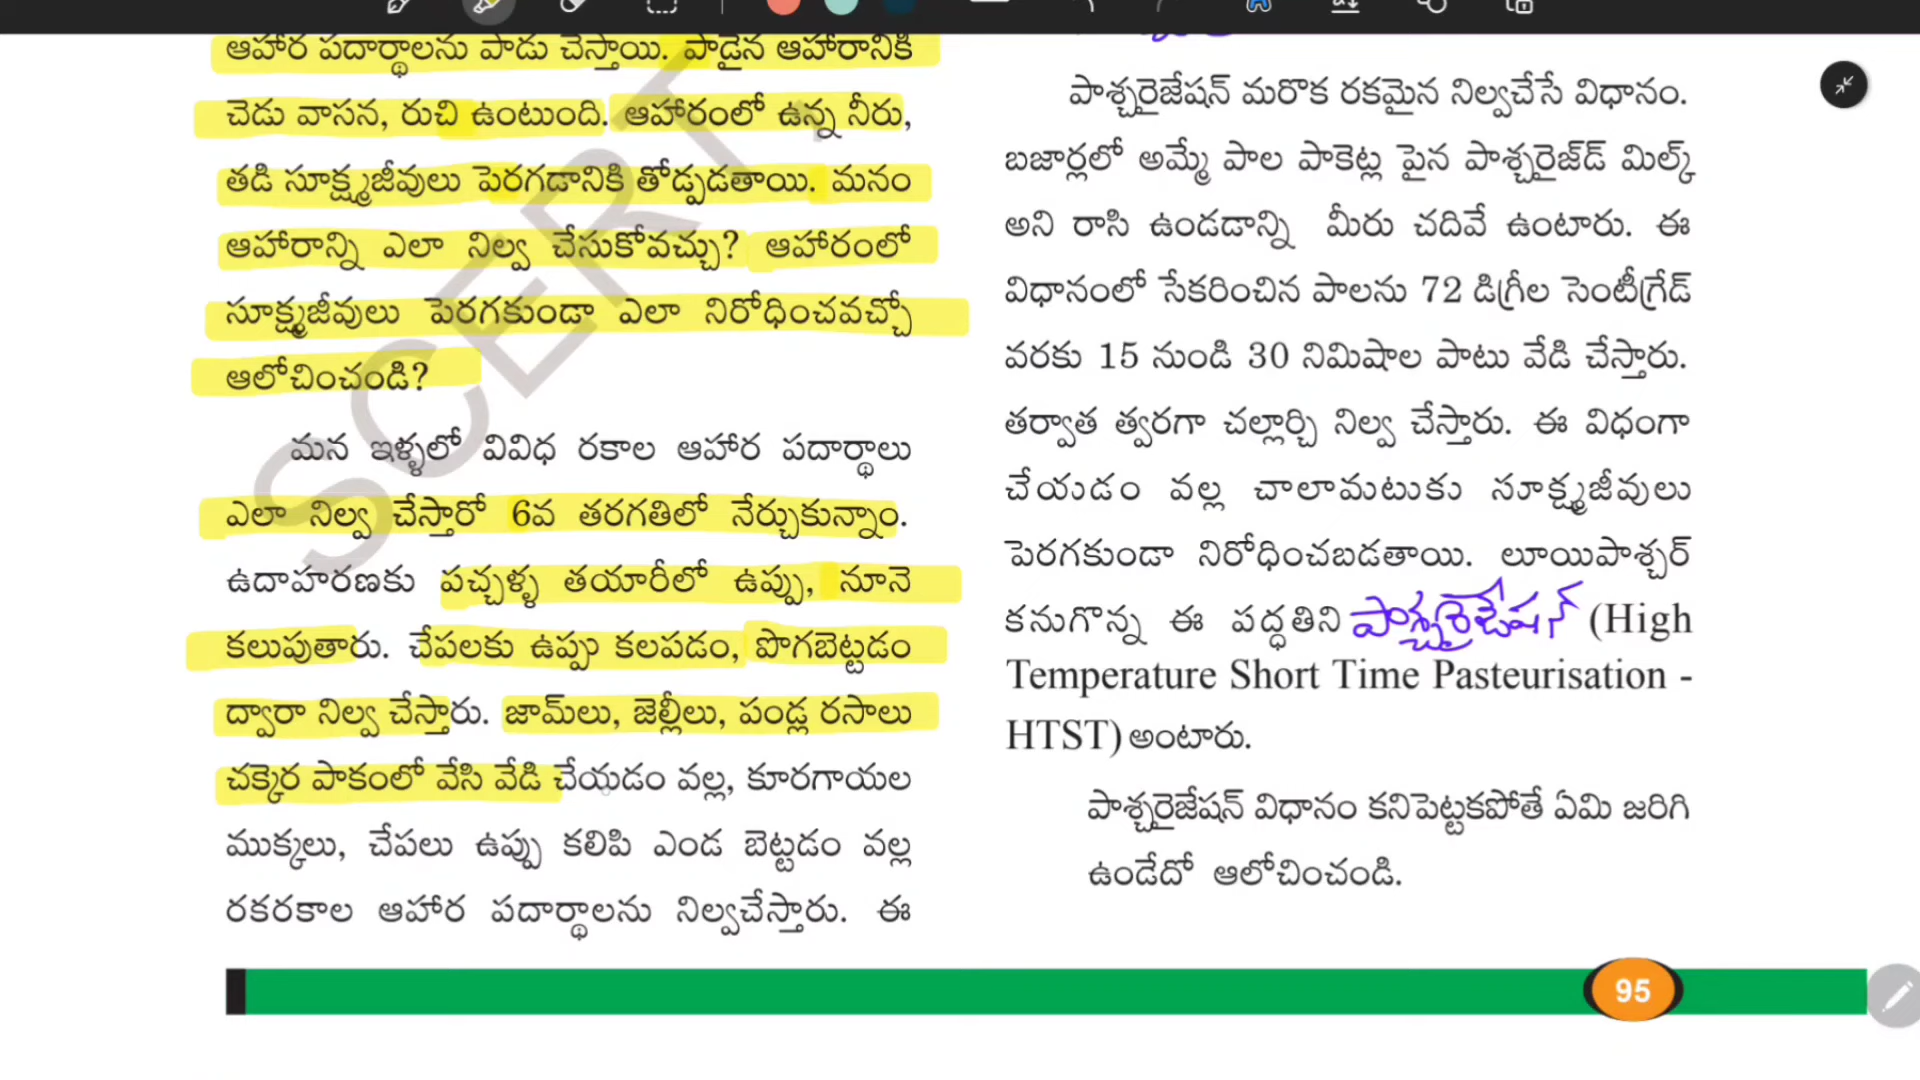 ఆహార పదార్థాలను పాడు చేస్తాయి. పాడైన ఆహారానికి
చెడు వాసన, రుచి ఉంటుంది. ఆహారంలో ఉన్న నీరు,
తడి సూక్ష్మజీవులు పెరగడానికి తోడ్పడతాయి. మనం
ఆహారాన్ని ఎలా నిల్వ చేసుకోవచ్చు? ఆహారంలో
సూక్ష్మజీవులు పెరగకుండా ఎలా నిరోధించవచ్చో
ఆలోచించండి?
మన ఇళ్ళలో వివిధ రకాల ఆహార పదార్థాలు
ఎలా నిల్వ చేస్తారో 6వ తరగతిలో నేర్చుకున్నాం.
ఉదాహరణకు పచ్చళ్ళ తయారీలో ఉప్పు, నూనె
కలుపుతారు. చేపలకు ఉప్పు కలపడం, పొగబెట్టడం
ద్వారా నిల్వ చేస్తారు. జామ్‌లు, జెల్లీలు, పండ్ల రసాలు
చక్కెర పాకంలో వేసి వేడి చేయడం వల్ల, కూరగాయల
ముక్కలు, చేపలు ఉప్పు కలిపి ఎండ బెట్టడం వల్ల
రకరకాల ఆహార పదార్థాలను నిల్వచేస్తారు. ఈ
SCERT,
పాశ్చరైజేషన్ మరొక రకమైన నిల్వచేసే విధానం.
బజార్లలో అమ్మే పాల పాకెట్ల పైన పాశ్చరైజ్‌డ్ మిల్క్
అని రాసి ఉండడాన్ని మీరు చదివే ఉంటారు. ఈ
విధానంలో సేకరించిన పాలను 72 డిగ్రీల సెంటీగ్రేడ్
వరకు 15 నుండి 30 నిమిషాల పాటు వేడి చేస్తారు.
తర్వాత త్వరగా చల్లార్చి నిల్వ చేస్తారు. ఈ విధంగా
చేయడం వల్ల చాలామటుకు సూక్ష్మజీవులు
పెరగకుండా నిరోధించబడతాయి. లూయిపాశ్చర్
కనుగొన్న ఈ పద్ధతిని పాశ్చరైజేషన్ (High
Temperature Short Time Pasteurisation -
HTST) అంటారు.
పాశ్చరైజేషన్ విధానం కనిపెట్టకపోతే ఏమి జరిగి
ఉండేదో ఆలోచించండి.
95